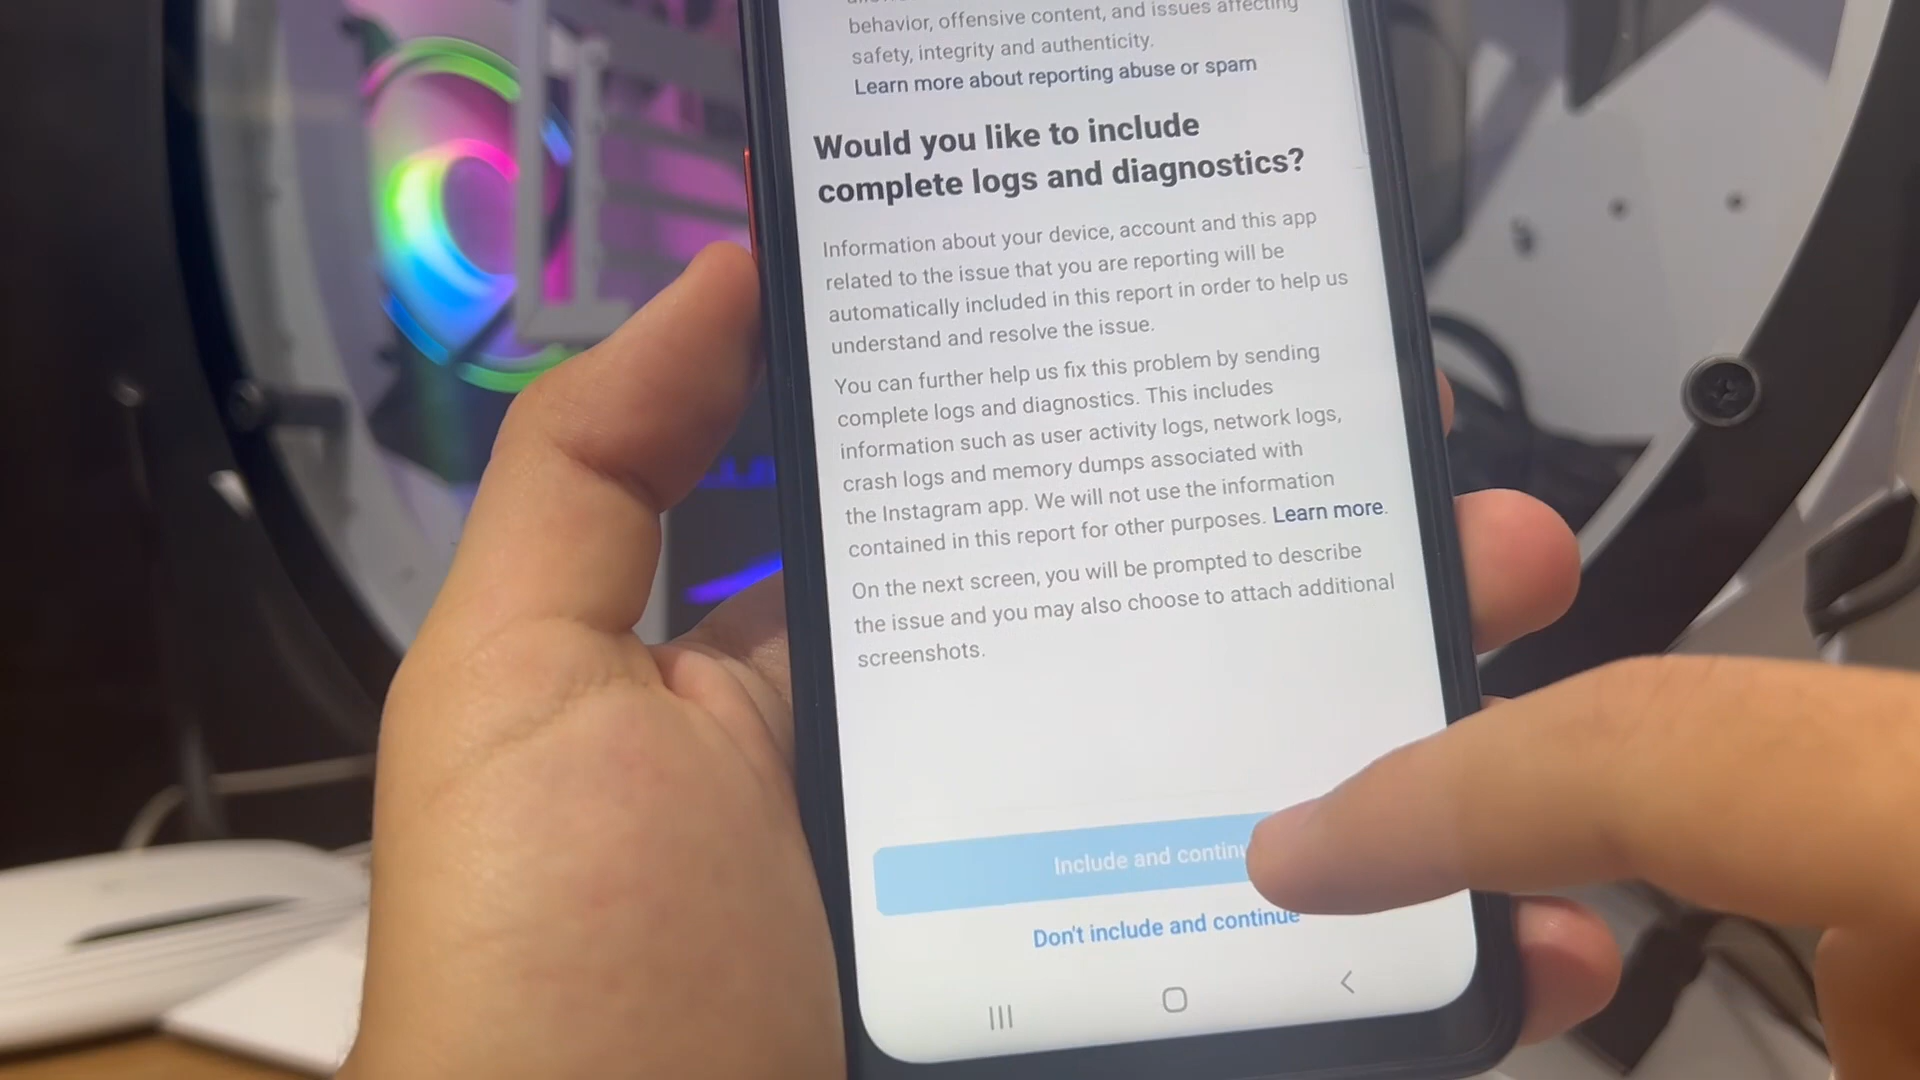 behavior, offensive content, and issues affecting
safety, integrity and authenticity.
Learn more about reporting abuse or spam
Would you like to include
complete logs and diagnostics?
Information about your device, account and this app
related to the issue that you are reporting will be
automatically included in this report in order to help us
understand and resolve the issue.
You can further help us fix this problem by sending
complete logs and diagnostics. This includes
information such as user activity logs, network logs,
crash logs and memory dumps associated with
the Instagram app. We will not use the information
contained in this report for other purposes. Learn more.
On the next screen, you will be prompted to describe
the issue and you may also choose to attach additional
screenshots.
Include and continu
Don't include and continue